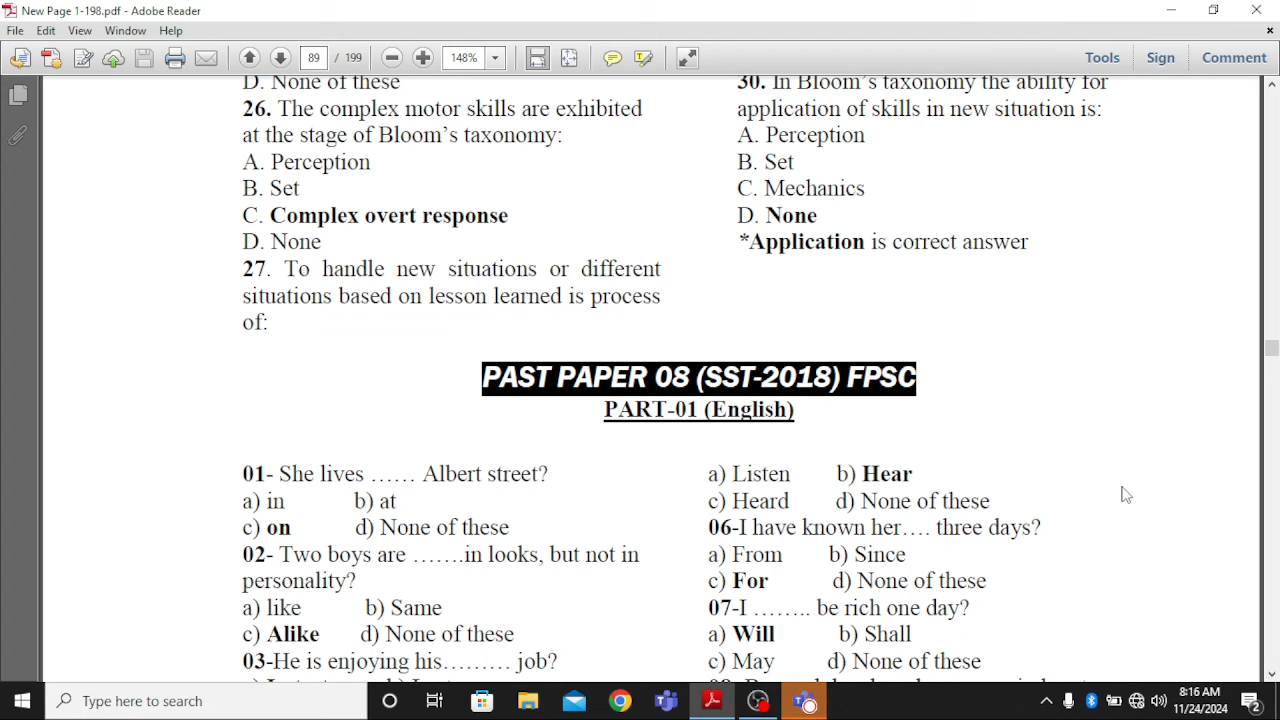 New Page 1-198.pdf - Adobe Reader
File Edit View Window Help
89 / 199 148% Tools Sign Comment
D. None of these
26. The complex motor skills are exhibited
at the stage of Bloom's taxonomy:
A. Perception
B. Set
C. Complex overt response
D. None
27. To handle new situations or different
situations based on lesson learned is process
of:
30. In Bloom's taxonomy the ability for
application of skills in new situation is:
A. Perception
B. Set
C. Mechanics
D. None
*Application is correct answer
PAST PAPER 08 (SST-2018) FPSC
PART-01 (English)
01- She lives …… Albert street?
a) in b) at
c) on d) None of these
02- Two boys are …….in looks, but not in
personality?
a) like b) Same
c) Alike d) None of these
03-He is enjoying his……… job?
a) Listen b) Hear
c) Heard d) None of these
06-I have known her…. three days?
a) From b) Since
c) For d) None of these
07-I …….. be rich one day?
a) Will b) Shall
c) May d) None of these
Type here to search
8:16 AM
11/24/2024
2